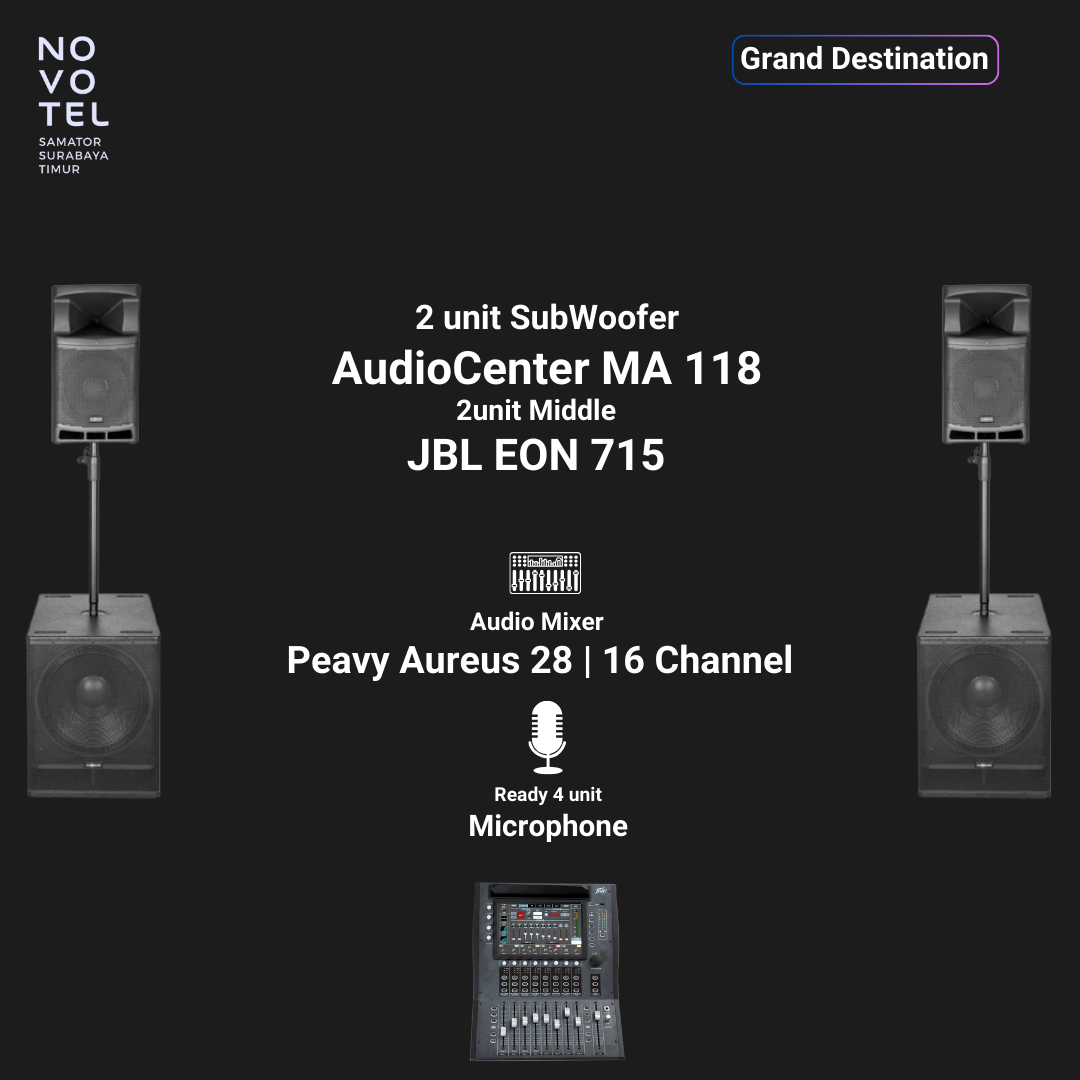 NO
VO
TEL
SAMATOR
SURABAYA
TIMUR
Grand Destination
2 unit SubWoofer
AudioCenter MA 118
2unit Middle
JBL EON 715
Audio Mixer
Peavy Aureus 28 | 16 Channel
Ready 4 unit
Microphone